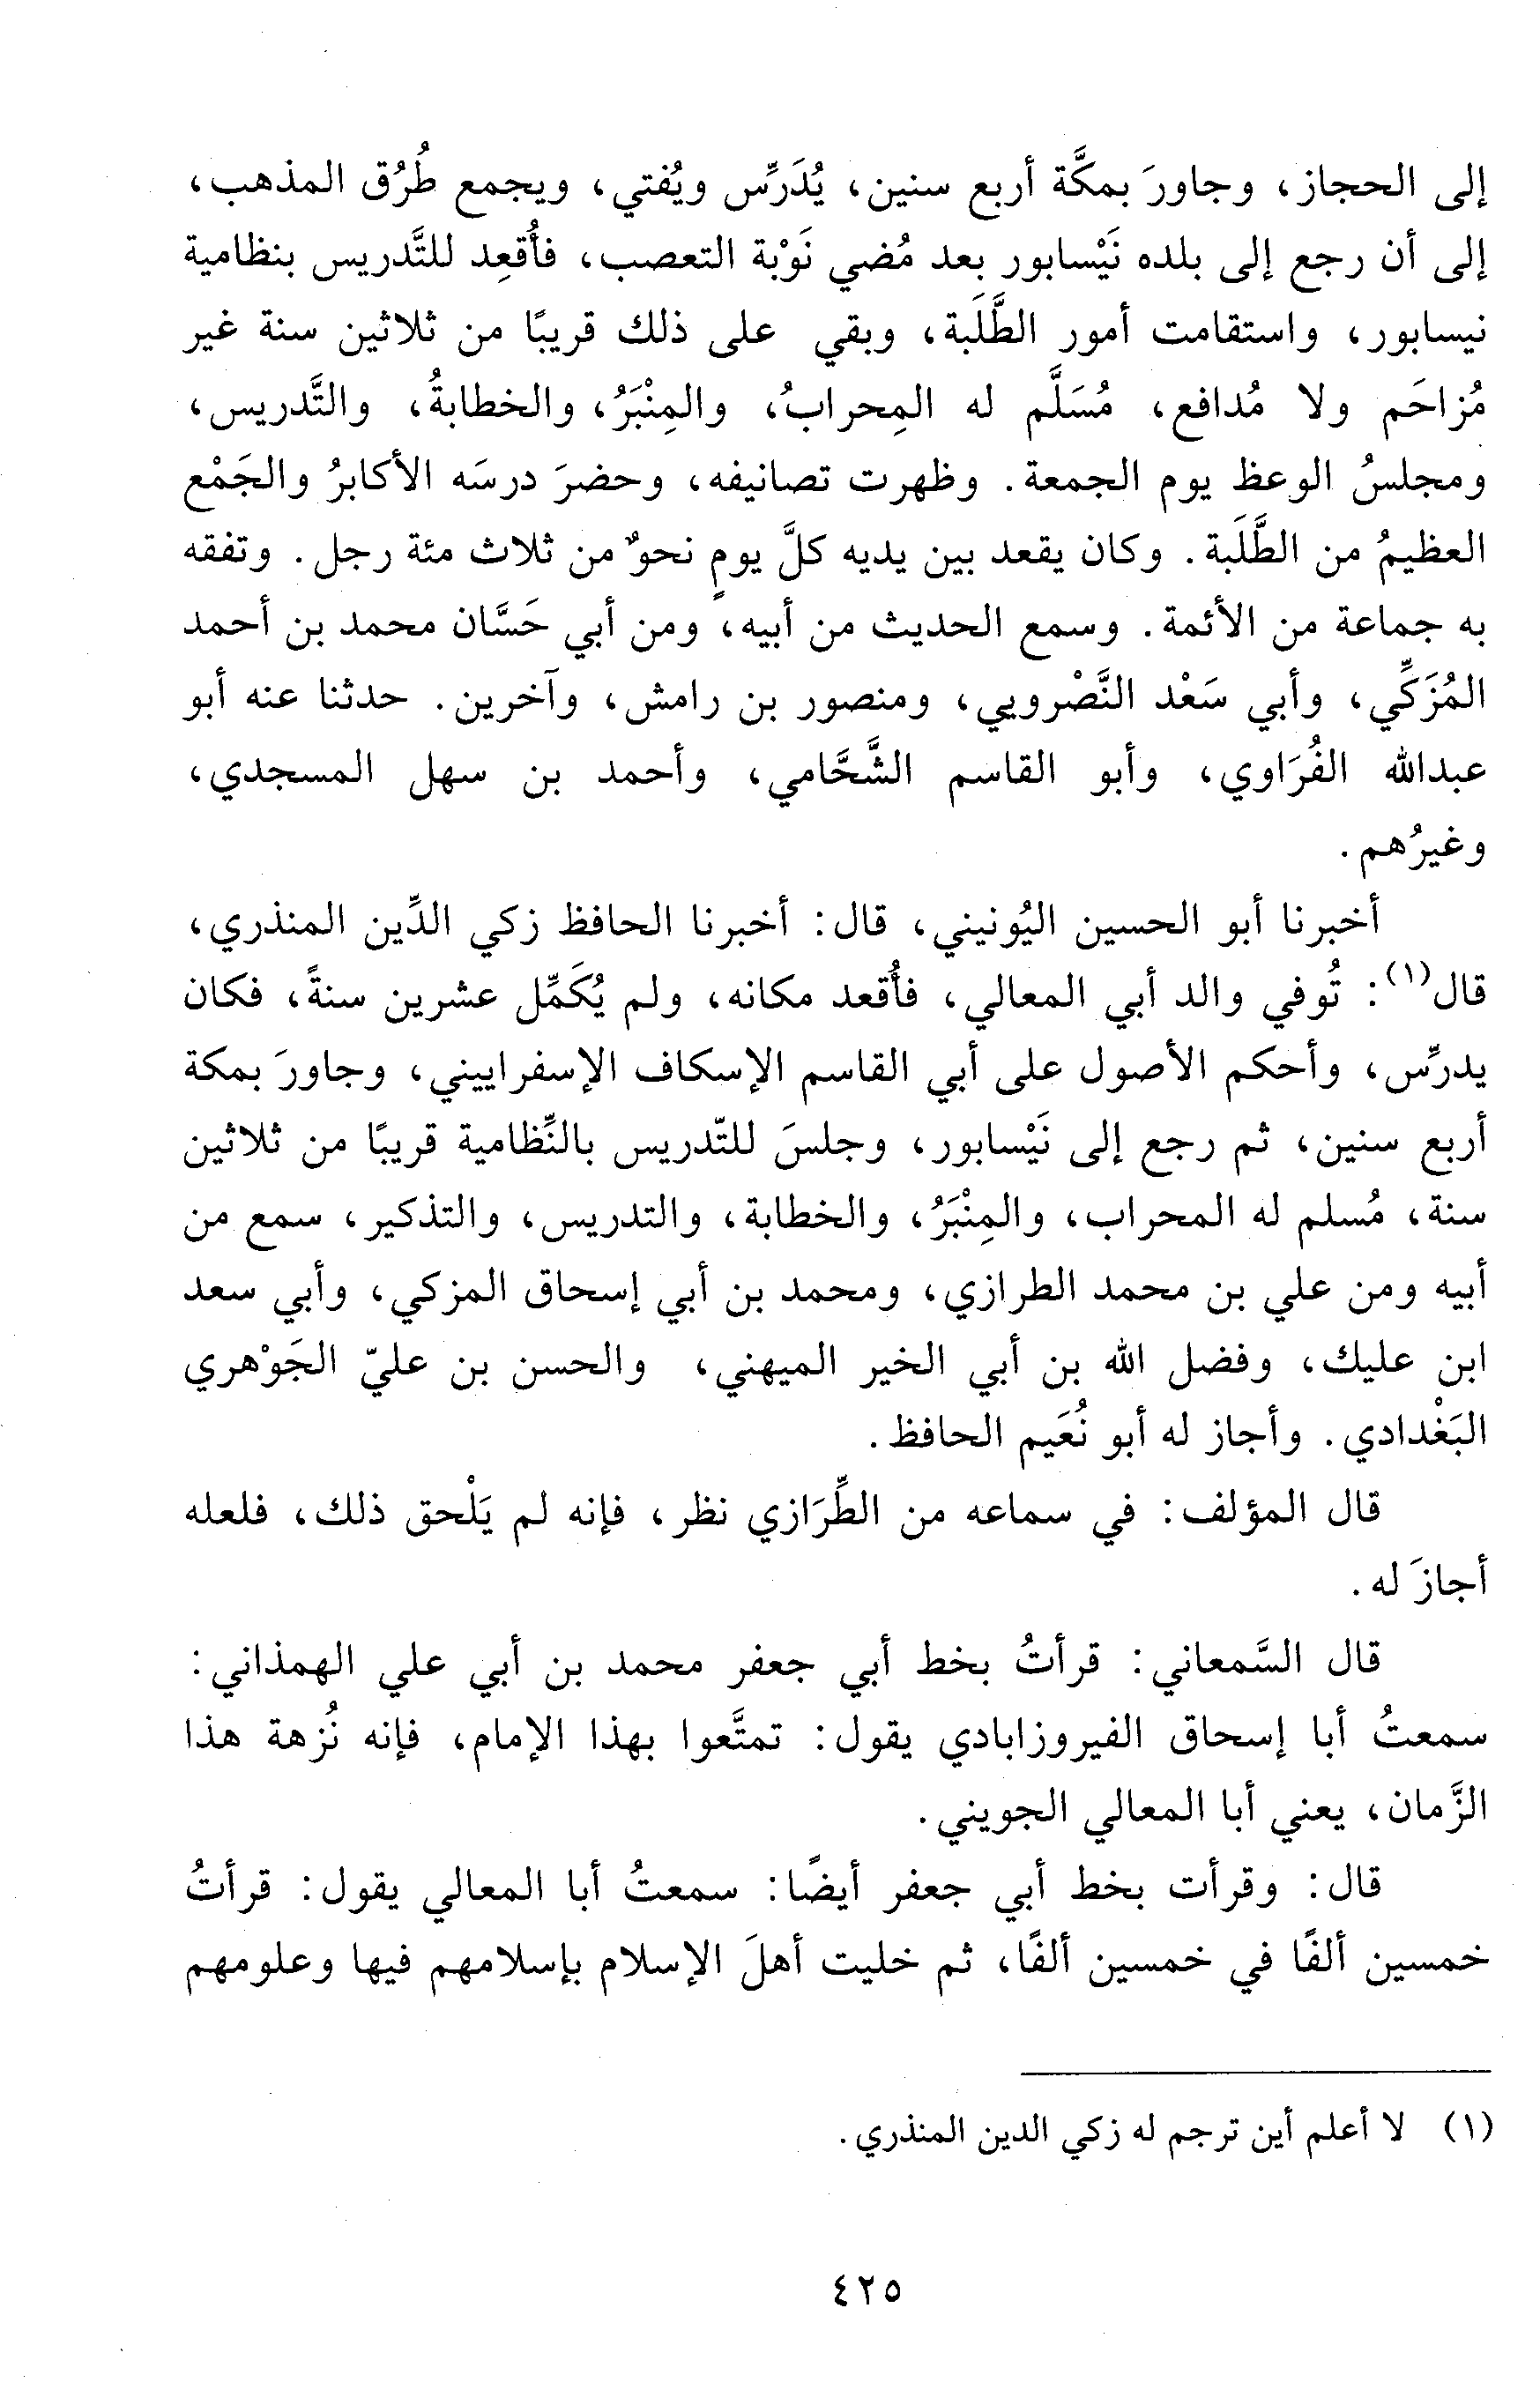 إلى الحجاز، وجاورَ بمكَّة أربع سنين، يُدَرِّس ويُفتي، ويجمع طُرُق المذهب،
إلى أن رجع إلى بلده نَيْسابور بعد مُضي نَوْبة التعصب، فأُقعِد للتَّدريس بنظامية
نيسابور، واستقامت أمور الطَّلَبة، وبقي على ذلك قريبًا من ثلاثين سنة غير
مُزاحَم ولا مُدافع، مُسَلَّم له المِحرابُ، والمِنْبَرُ، والخطابةُ، والتَّدريس،
ومجلسُ الوعظ يوم الجمعة. وظهرت تصانيفه، وحضرَ درسَه الأكابرُ والجَمْع
العظيمُ من الطَّلَبة. وكان يقعد بين يديه كلَّ يومٍ نحوٌ من ثلاث مئة رجل. وتفقه
به جماعة من الأئمة. وسمع الحديث من أبيه، ومن أبي حَسَّان محمد بن أحمد
المُزَكِّي، وأبي سَعْد النَّصْرويي، ومنصور بن رامش، وآخرين. حدثنا عنه أبو
عبدالله الفُرَاوي، وأبو القاسم الشَّحَّامي، وأحمد بن سهل المسجدي،
وغيرُهم.
أخبرنا أبو الحسين اليُونيني، قال: أخبرنا الحافظ زكي الدِّين المنذري،
قال(١): تُوفي والد أبي المعالي، فأُقعد مكانه، ولم يُكَمِّل عشرين سنةً، فكان
يدرِّس، وأحكم الأصول على أبي القاسم الإسكاف الإسفراييني، وجاورَ بمكة
أربع سنين، ثم رجع إلى نَيْسابور، وجلسَ للتّدريس بالنِّظامية قريبًا من ثلاثين
سنة، مُسلم له المحراب، والمِنْبَرُ، والخطابة، والتدريس، والتذكير، سمع من
أبيه ومن علي بن محمد الطرازي، ومحمد بن أبي إسحاق المزكي، وأبي سعد
ابن عليك، وفضل الله بن أبي الخير الميهني، والحسن بن عليّ الجَوْهري
البَغْدادي. وأجاز له أبو نُعَيم الحافظ.
قال المؤلف: في سماعه من الطِّرَازي نظر، فإنه لم يَلْحق ذلك، فلعله
أجازَ له.
قال السَّمعاني: قرأتُ بخط أبي جعفر محمد بن أبي علي الهمذاني:
سمعتُ أبا إسحاق الفيروزابادي يقول: تمتَّعوا بهذا الإمام، فإنه نُزهة هذا
الزَّمان، يعني أبا المعالي الجويني.
قال: وقرأت بخط أبي جعفر أيضًا: سمعتُ أبا المعالي يقول: قرأتُ
خمسين ألفًا في خمسين ألفًا، ثم خليت أهلَ الإسلام بإسلامهم فيها وعلومهم
(١) لا أعلم أين ترجم له زكي الدين المنذري.
٤٢٥